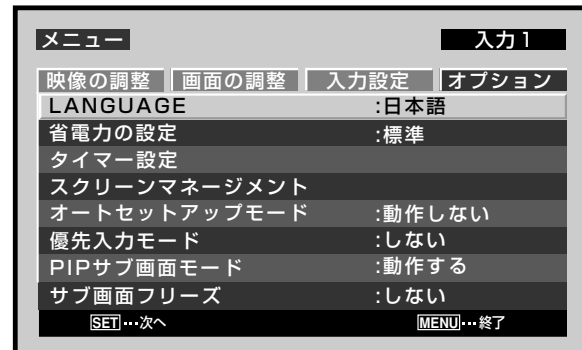 メニュー 入力1
映像の調整 画面の調整 入力設定 オプション
LANGUAGE :日本語
省電力の設定 :標準
タイマー設定
スクリーンマネージメント
オートセットアップモード :動作しない
優先入力モード :しない
PIPサブ画面モード :動作する
サブ画面フリーズ :しない
SET…次へ MENU…終了